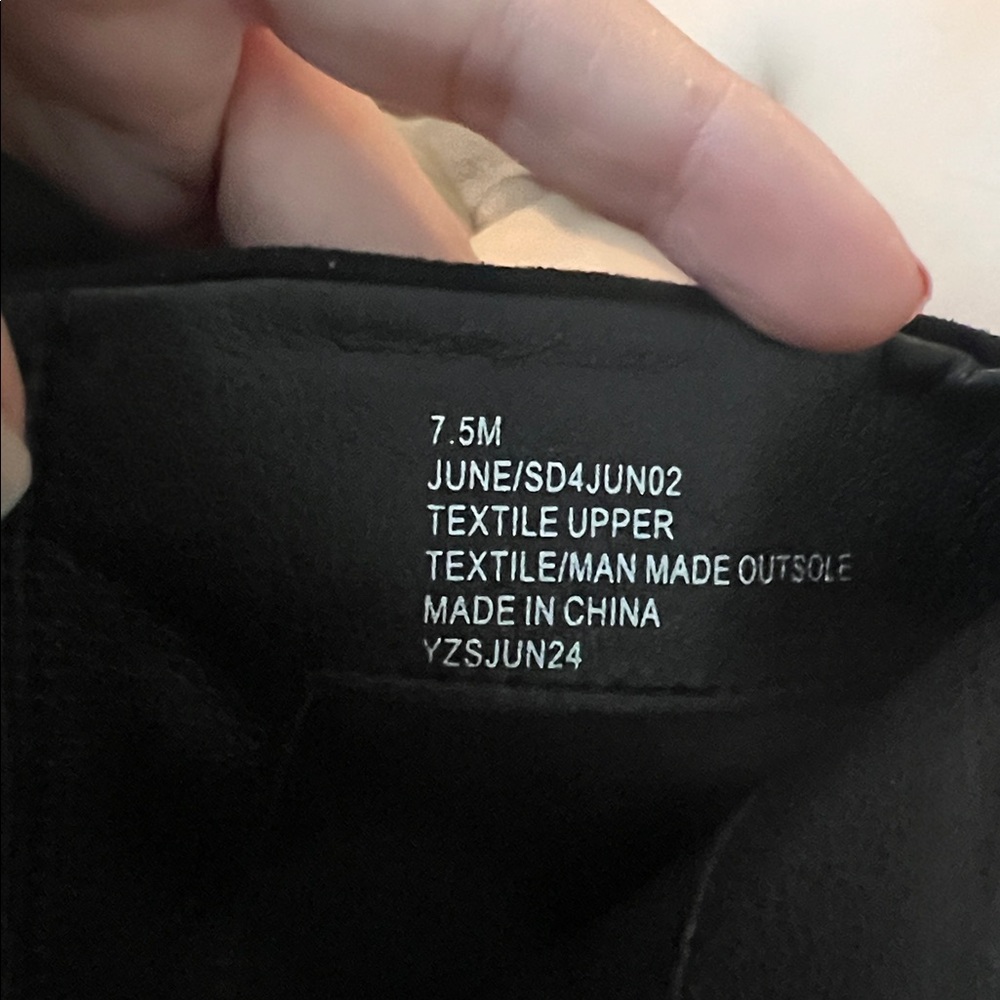 7.5M
JUNE/SD4JUN02
TEXTILE UPPER
TEXTILE/MAN MADE OUTSOLE
MADE IN CHINA
YZSJUN24